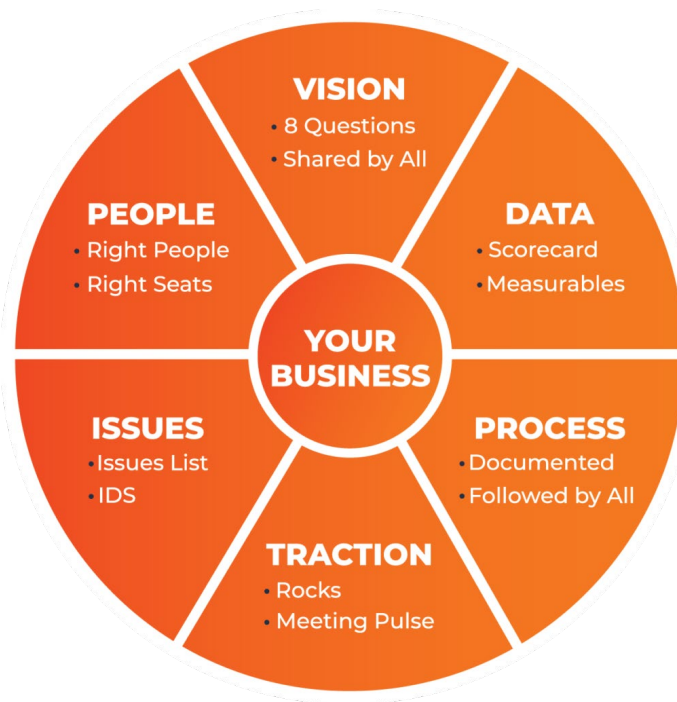 VISION
• 8 Questions
• Shared by All
PEOPLE
• Right People
• Right Seats
DATA
• Scorecard
• Measurables
YOUR
BUSINESS
ISSUES
• Issues List
• IDS
PROCESS
• Documented
• Followed by All
TRACTION
• Rocks
• Meeting Pulse